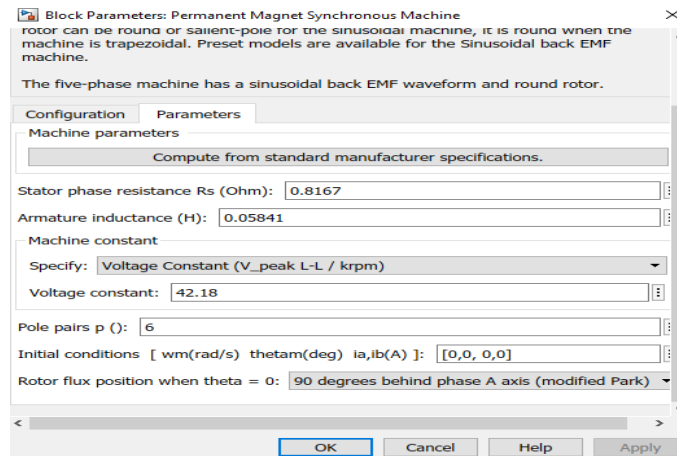 Block Parameters: Permanent Magnet Synchronous Machine
rotor can be round or salient-pole for the sinusoidal machine, it is round when the
machine is trapezoidal. Preset models are available for the Sinusoidal back EMF
machine.
The five-phase machine has a sinusoidal back EMF waveform and round rotor.
Configuration Parameters
Machine parameters
Compute from standard manufacturer specifications.
Stator phase resistance Rs (Ohm): 0.8167
Armature inductance (H): 0.05841
Machine constant
Specify: Voltage Constant (V_peak L-L / krpm)
Voltage constant: 42.18
Pole pairs p (): 6
Initial conditions [ wm(rad/s) thetam(deg) ia,ib(A) ]: [0,0, 0,0]
Rotor flux position when theta = 0: 90 degrees behind phase A axis (modified Park)
OK Cancel Help Apply